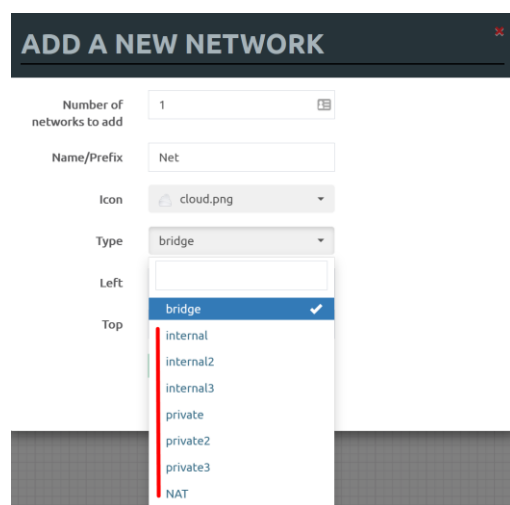 ADD A NEW NETWORK
Number of
networks to add
1
Name/Prefix
Net
Icon
cloud.png
Type
bridge
Left
bridge
Top
internal
internal2
internal3
private
private2
private3
NAT